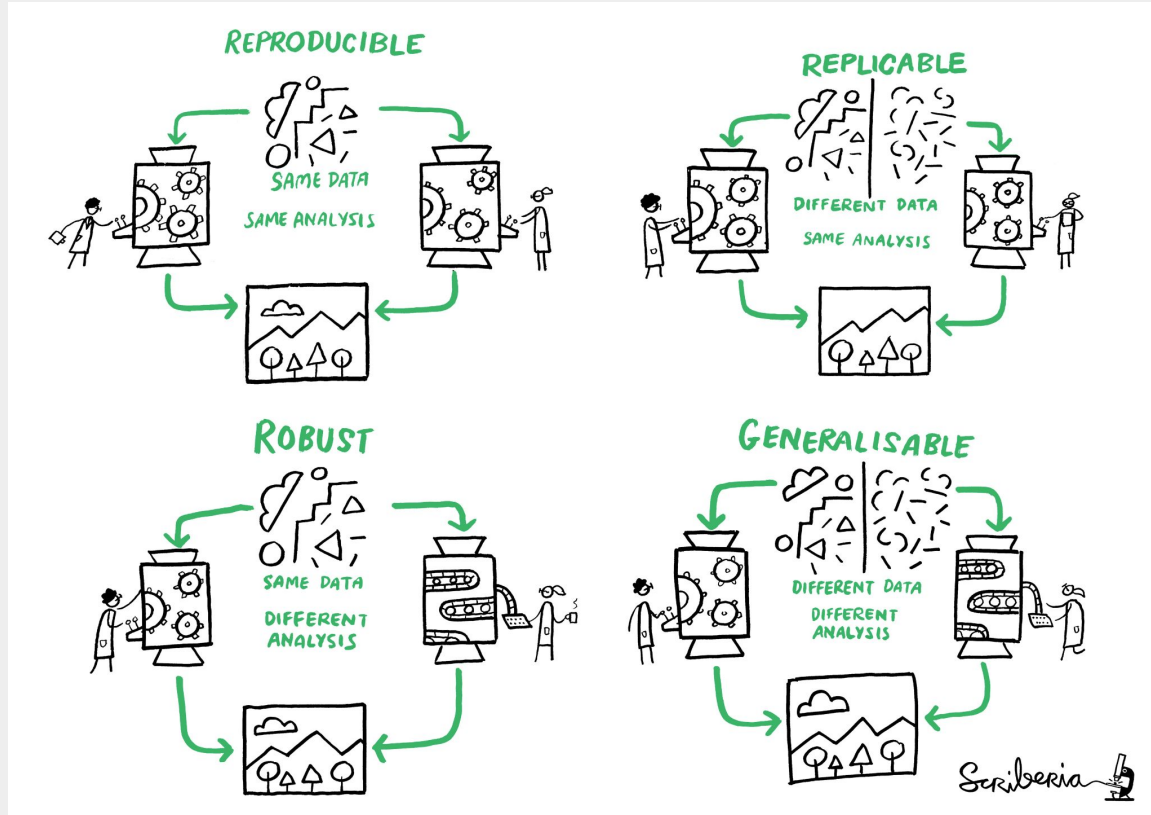 REPRODUCIBLE
SAME DATA
SAME ANALYSIS
REPLICABLE
DIFFERENT DATA
SAME ANALYSIS
ROBUST
SAME DATA
DIFFERENT
ANALYSIS
GENERALISABLE
DIFFERENT DATA
DIFFERENT
ANALYSIS
Scriberia